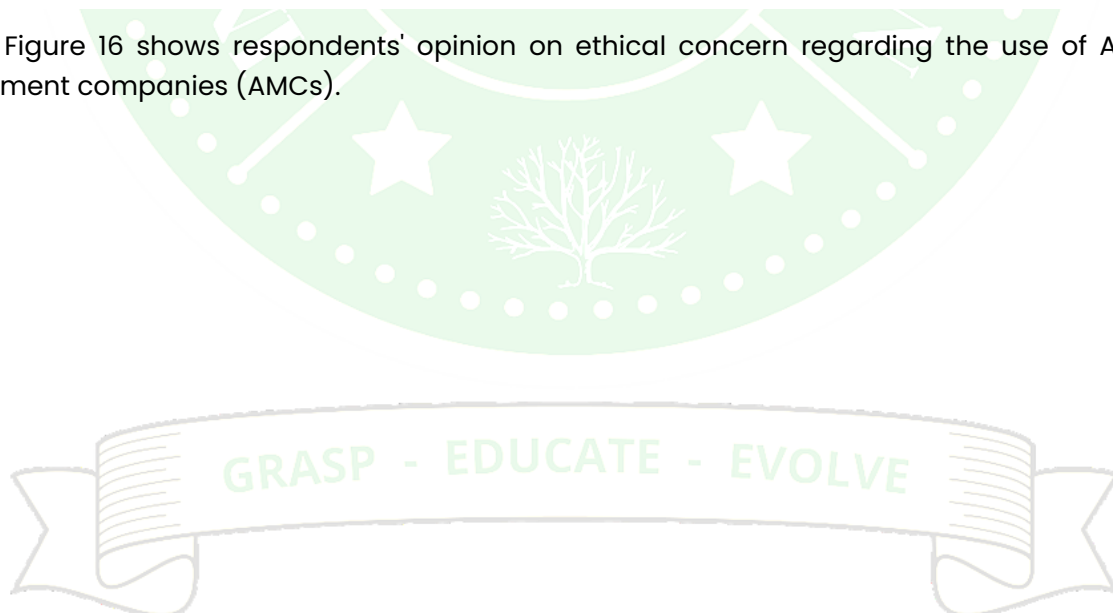 Figure 16 shows respondents' opinion on ethical concern regarding the use of A
ment companies (AMCs).
GRASP - EDUCATE - EVOLVE